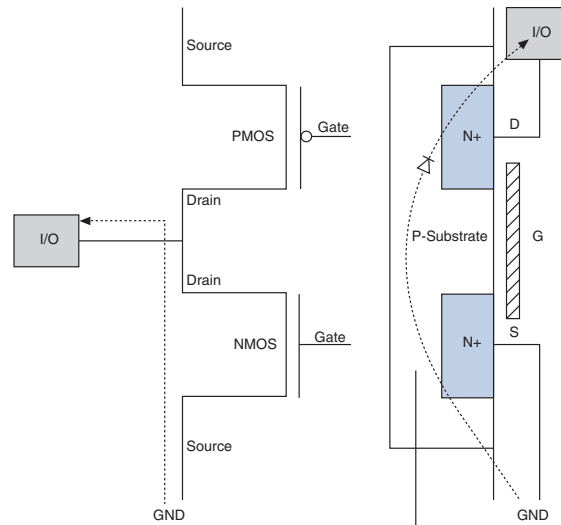 Source
PMOS
Gate
Drain
I/O
Drain
NMOS
Gate
Source
GND
I/O
N+
D
P-Substrate
G
N+
S
GND